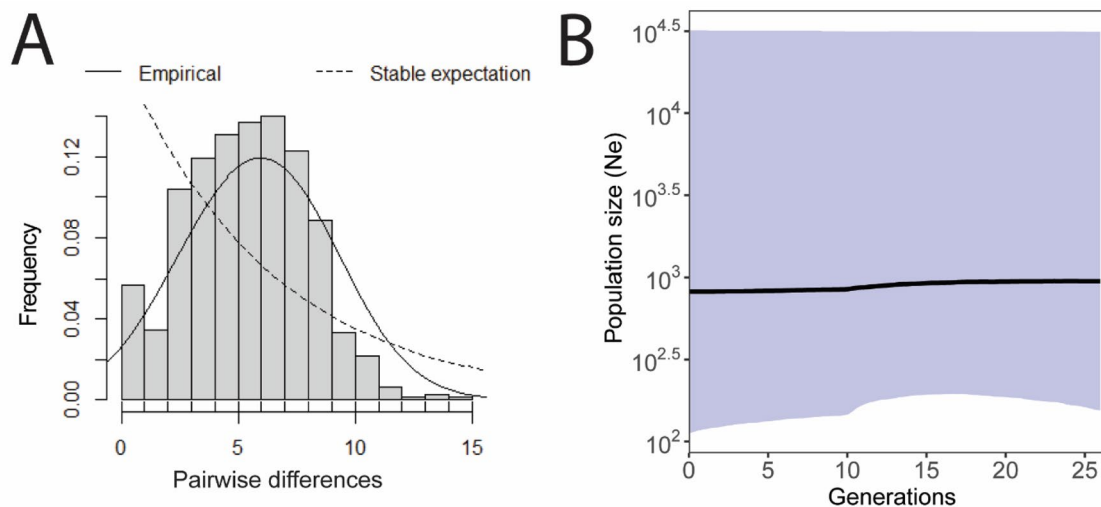 A
Empirical
Stable expectation
Frequency
0.12
0.08
0.04
0.00
0 5 10 15
Pairwise differences
B
Population size (Ne)
10^4.5
10^4
10^3.5
10^3
10^2.5
10^2
0 5 10 15 20 25
Generations